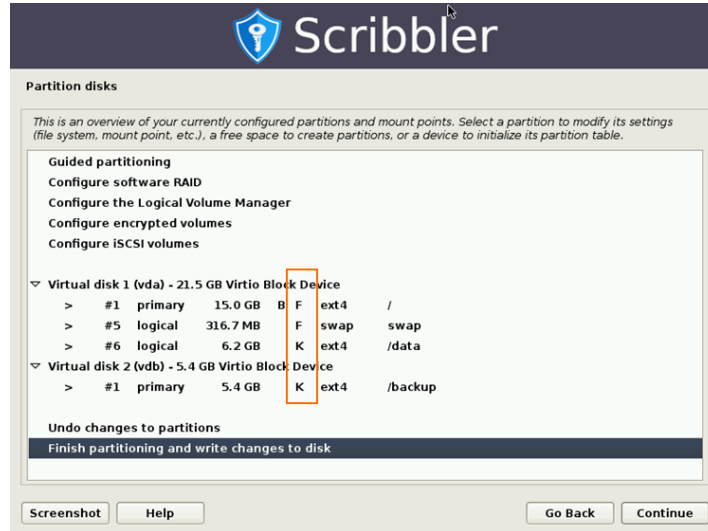 Scribbler
Partition disks
This is an overview of your currently configured partitions and mount points. Select a partition to modify its settings
(file system, mount point, etc.), a free space to create partitions, or a device to initialize its partition table.
Guided partitioning
Configure software RAID
Configure the Logical Volume Manager
Configure encrypted volumes
Configure iSCSI volumes
Virtual disk 1 (vda) - 21.5 GB Virtio Block Device
> #1 primary 15.0 GB B F ext4 /
> #5 logical 316.7 MB F swap swap
> #6 logical 6.2 GB K ext4 /data
Virtual disk 2 (vdb) - 5.4 GB Virtio Block Device
> #1 primary 5.4 GB K ext4 /backup
Undo changes to partitions
Finish partitioning and write changes to disk
Screenshot Help Go Back Continue